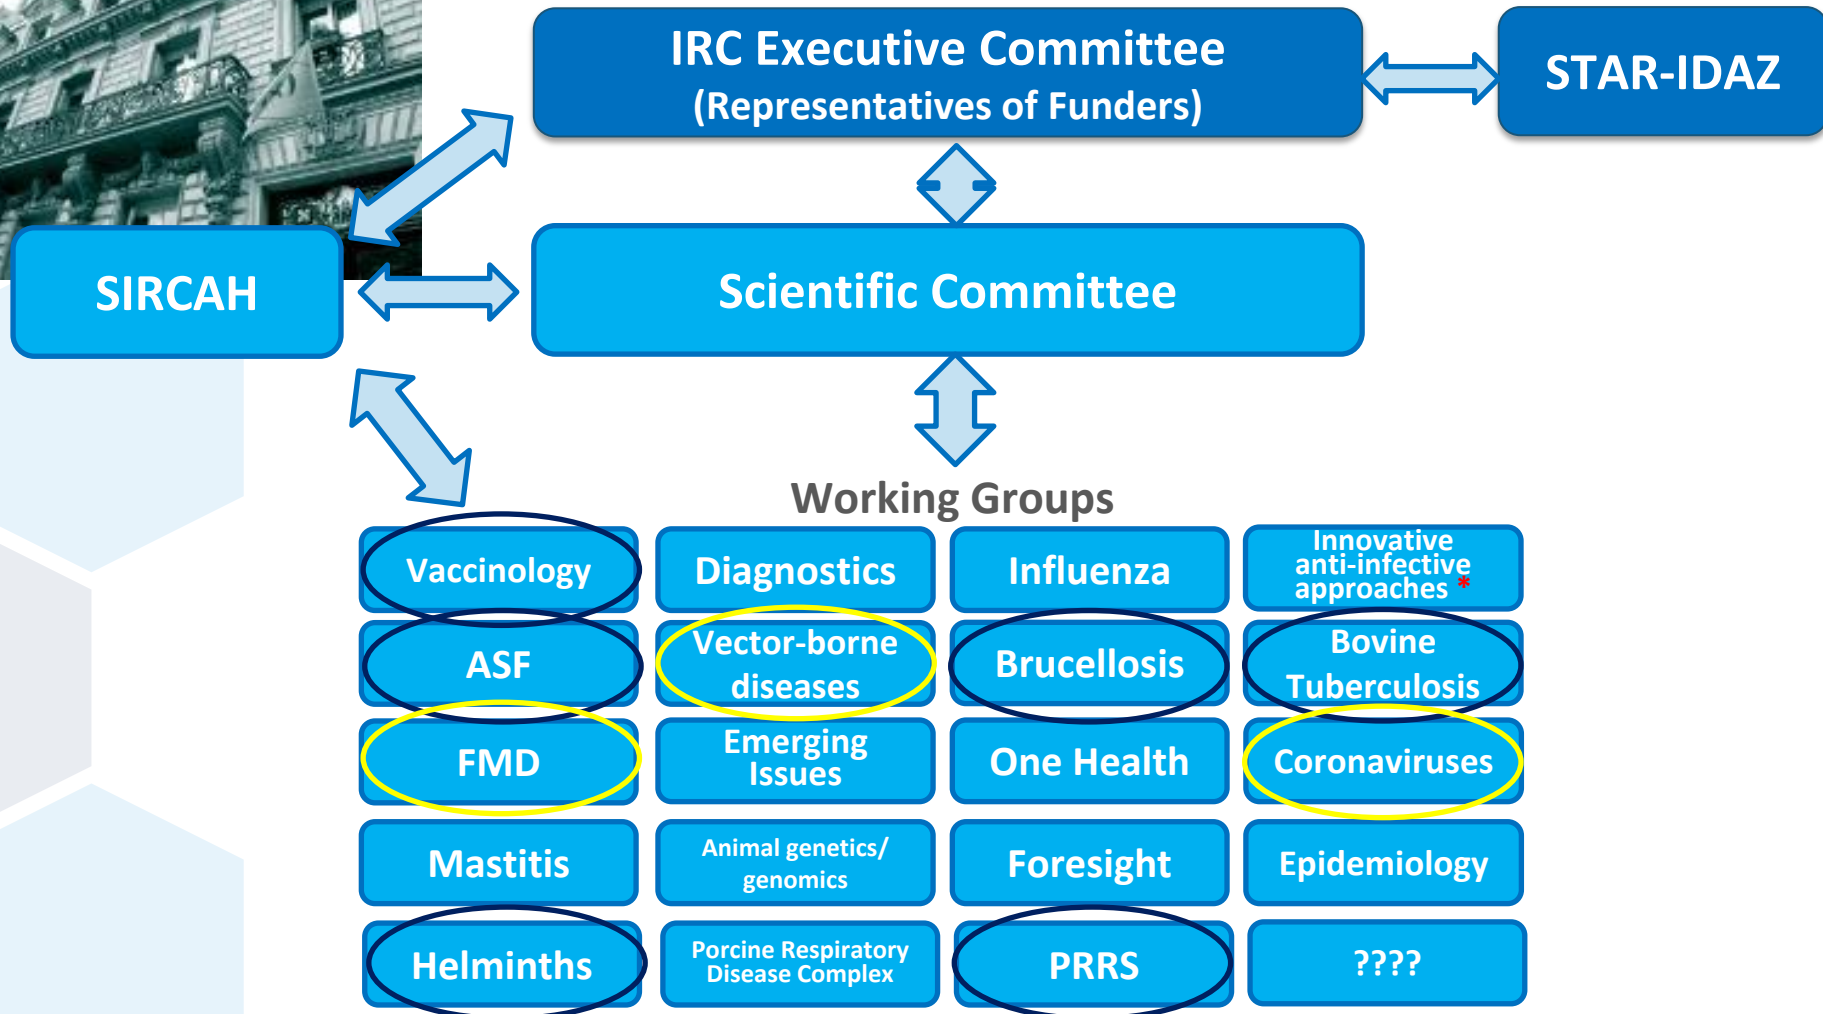 IRC Executive Committee
(Representatives of Funders)
STAR-IDAZ
SIRCAH
Scientific Committee
Working Groups
Vaccinology
Diagnostics
Influenza
Innovative
anti-infective
approaches *
ASF
Vector-borne
diseases
Brucellosis
Bovine
Tuberculosis
FMD
Emerging
Issues
One Health
Coronaviruses
Mastitis
Animal genetics/
genomics
Foresight
Epidemiology
Helminths
Porcine Respiratory
Disease Complex
PRRS
????